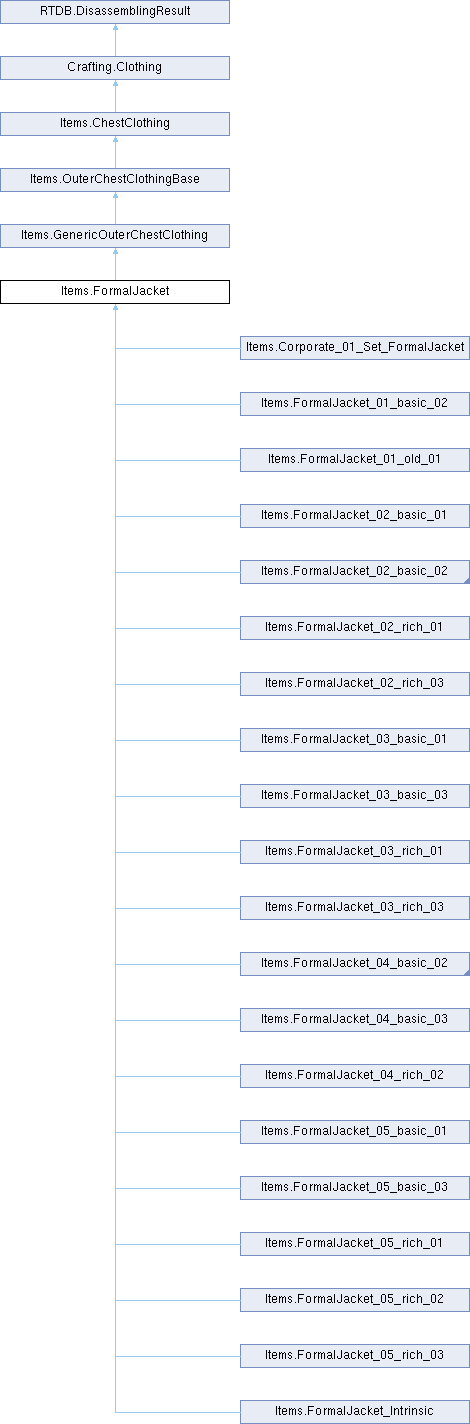 RTDB.DisassemblingResult
Crafting.Clothing
Items.ChestClothing
Items.OuterChestClothingBase
Items.GenericOuterChestClothing
Items.FormalJacket
Items.Corporate_01_Set_FormalJacket
Items.FormalJacket_01_basic_02
Items.FormalJacket_01_old_01
Items.FormalJacket_02_basic_01
Items.FormalJacket_02_basic_02
Items.FormalJacket_02_rich_01
Items.FormalJacket_02_rich_03
Items.FormalJacket_03_basic_01
Items.FormalJacket_03_basic_03
Items.FormalJacket_03_rich_01
Items.FormalJacket_03_rich_03
Items.FormalJacket_04_basic_02
Items.FormalJacket_04_basic_03
Items.FormalJacket_04_rich_02
Items.FormalJacket_05_basic_01
Items.FormalJacket_05_basic_03
Items.FormalJacket_05_rich_01
Items.FormalJacket_05_rich_02
Items.FormalJacket_05_rich_03
Items.FormalJacket_Intrinsic